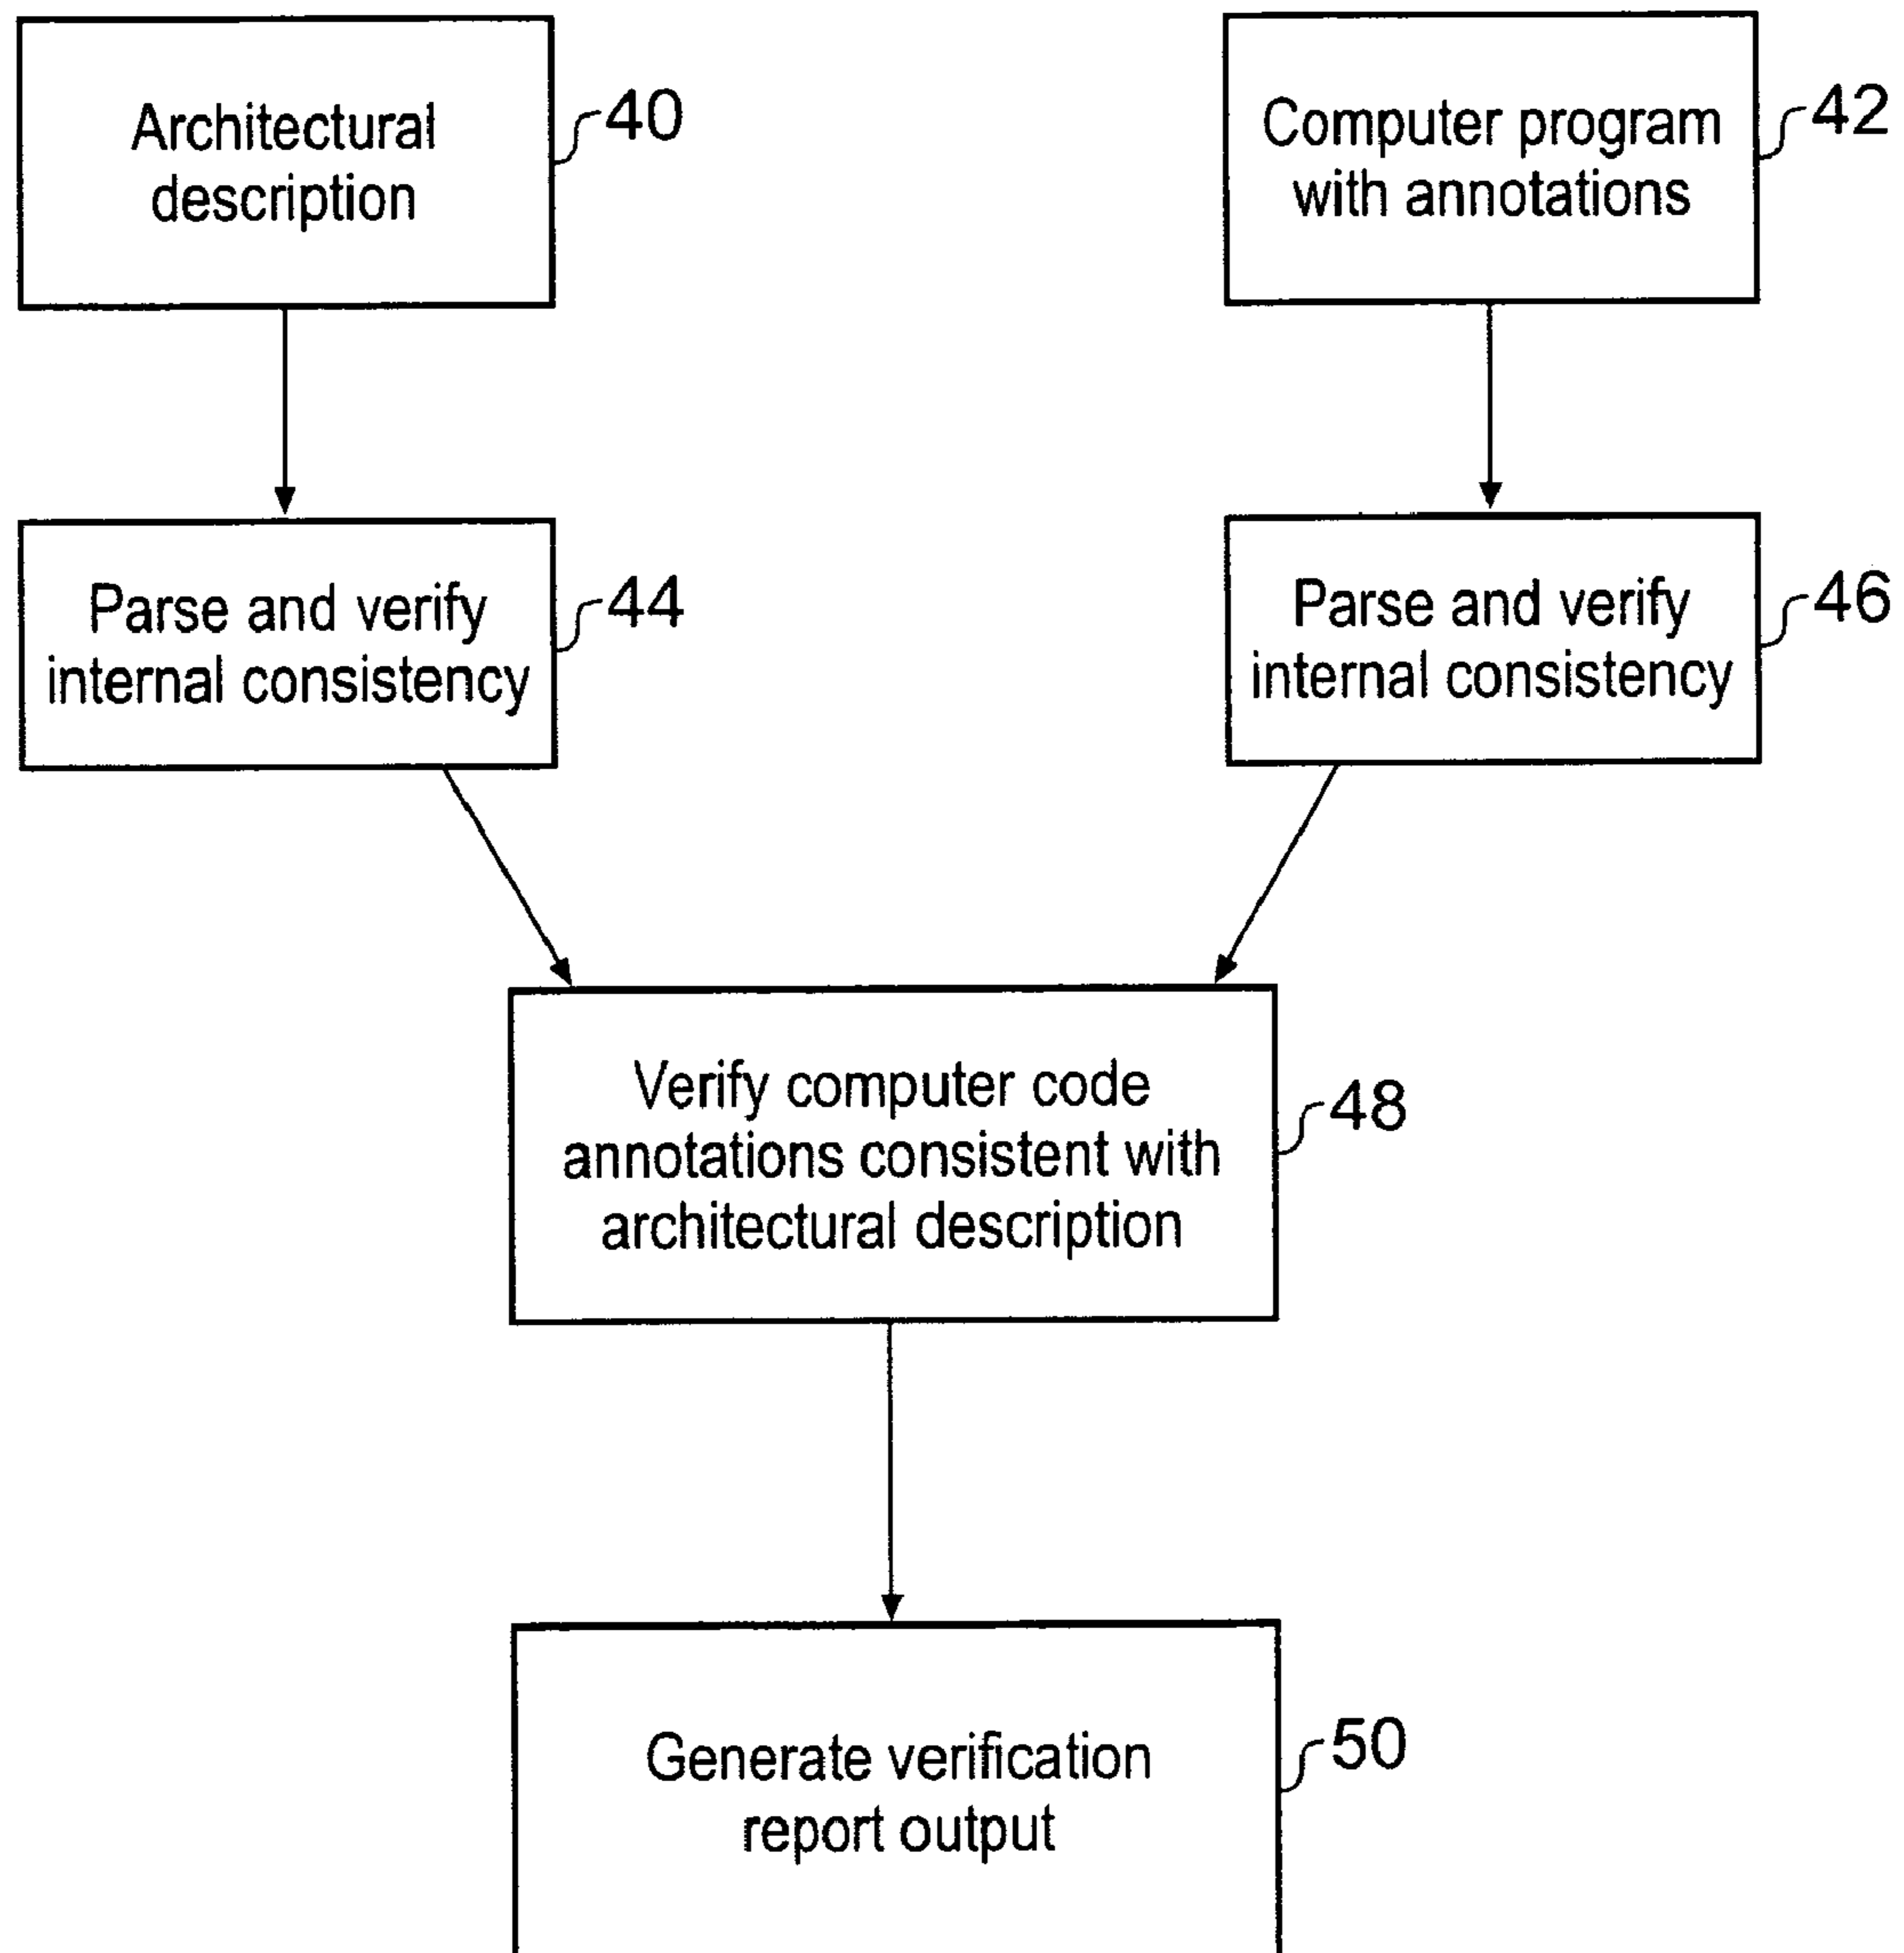 Architectural
description
40
Computer program
with annotations
42
Parse and verify
internal consistency
44
Parse and verify
internal consistency
46
Verify computer code
annotations consistent with
architectural description
48
Generate verification
report output
50